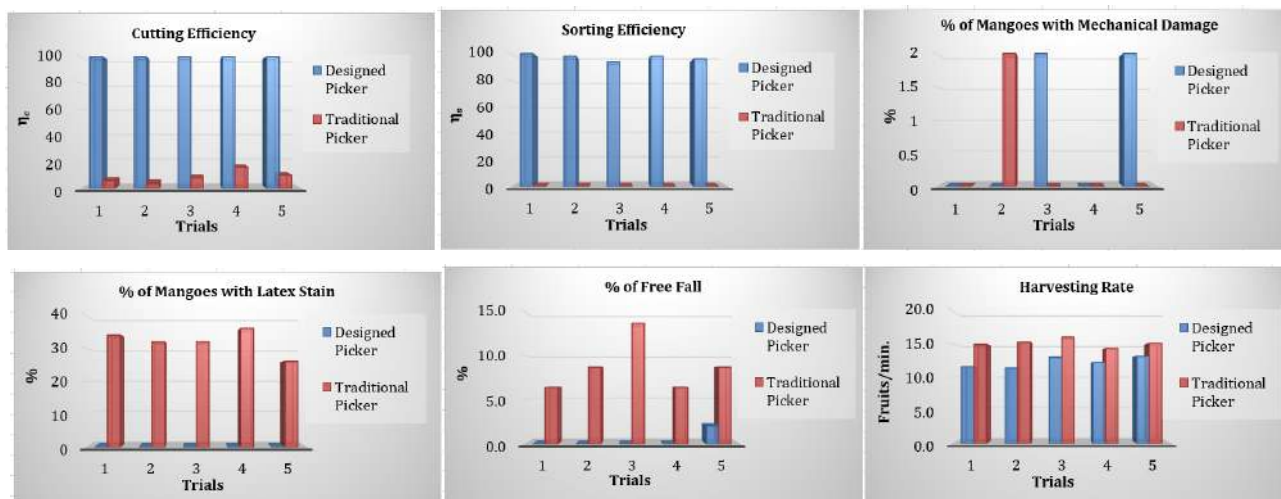 Cutting Efficiency
100
80
60
40
20
0
ηc
1 2 3 4 5
Trials
Designed
Picker
Traditional
Picker
Sorting Efficiency
100
80
60
40
20
0
ηs
1 2 3 4 5
Trials
Designed
Picker
Traditional
Picker
% of Mangoes with Mechanical Damage
2
1.5
1
0.5
0
%
1 2 3 4 5
Trials
Designed
Picker
Traditional
Picker
% of Mangoes with Latex Stain
40
30
20
10
0
%
1 2 3 4 5
Trials
Designed
Picker
Traditional
Picker
% of Free Fall
15.0
10.0
5.0
0.0
%
1 2 3 4 5
Trials
Designed
Picker
Traditional
Picker
Harvesting Rate
20.0
15.0
10.0
5.0
0.0
Fruits/min.
1 2 3 4 5
Trials
Designed
Picker
Traditional
Picker